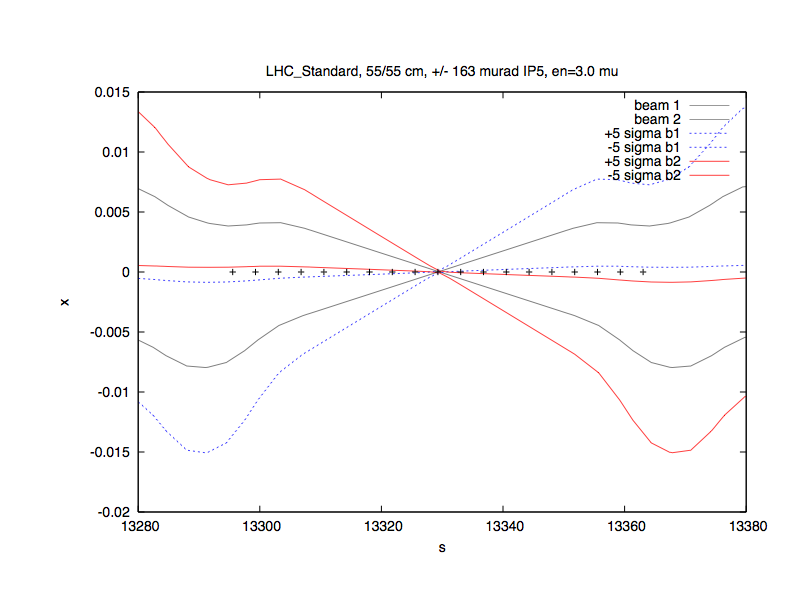 LHC_Standard, 55/55 cm, +/- 163 murad IP5, en=3.0 mu
0.015
beam 1
beam 2
+5 sigma b1
-5 sigma b1
+5 sigma b2
-5 sigma b2
0.01
0.005
0
-0.005
-0.01
-0.015
-0.02
x
13280
13300
13320
13340
13360
13380
s